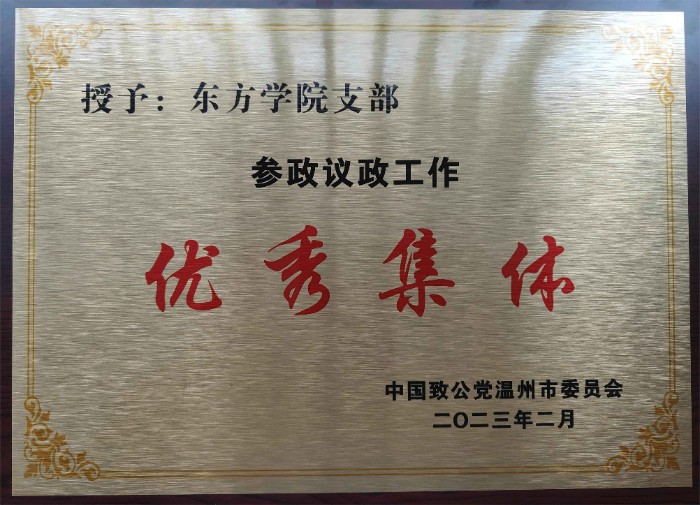 授予：东方学院支部
参政议政工作
优秀集体
中国致公党温州市委员会
二〇二三年二月